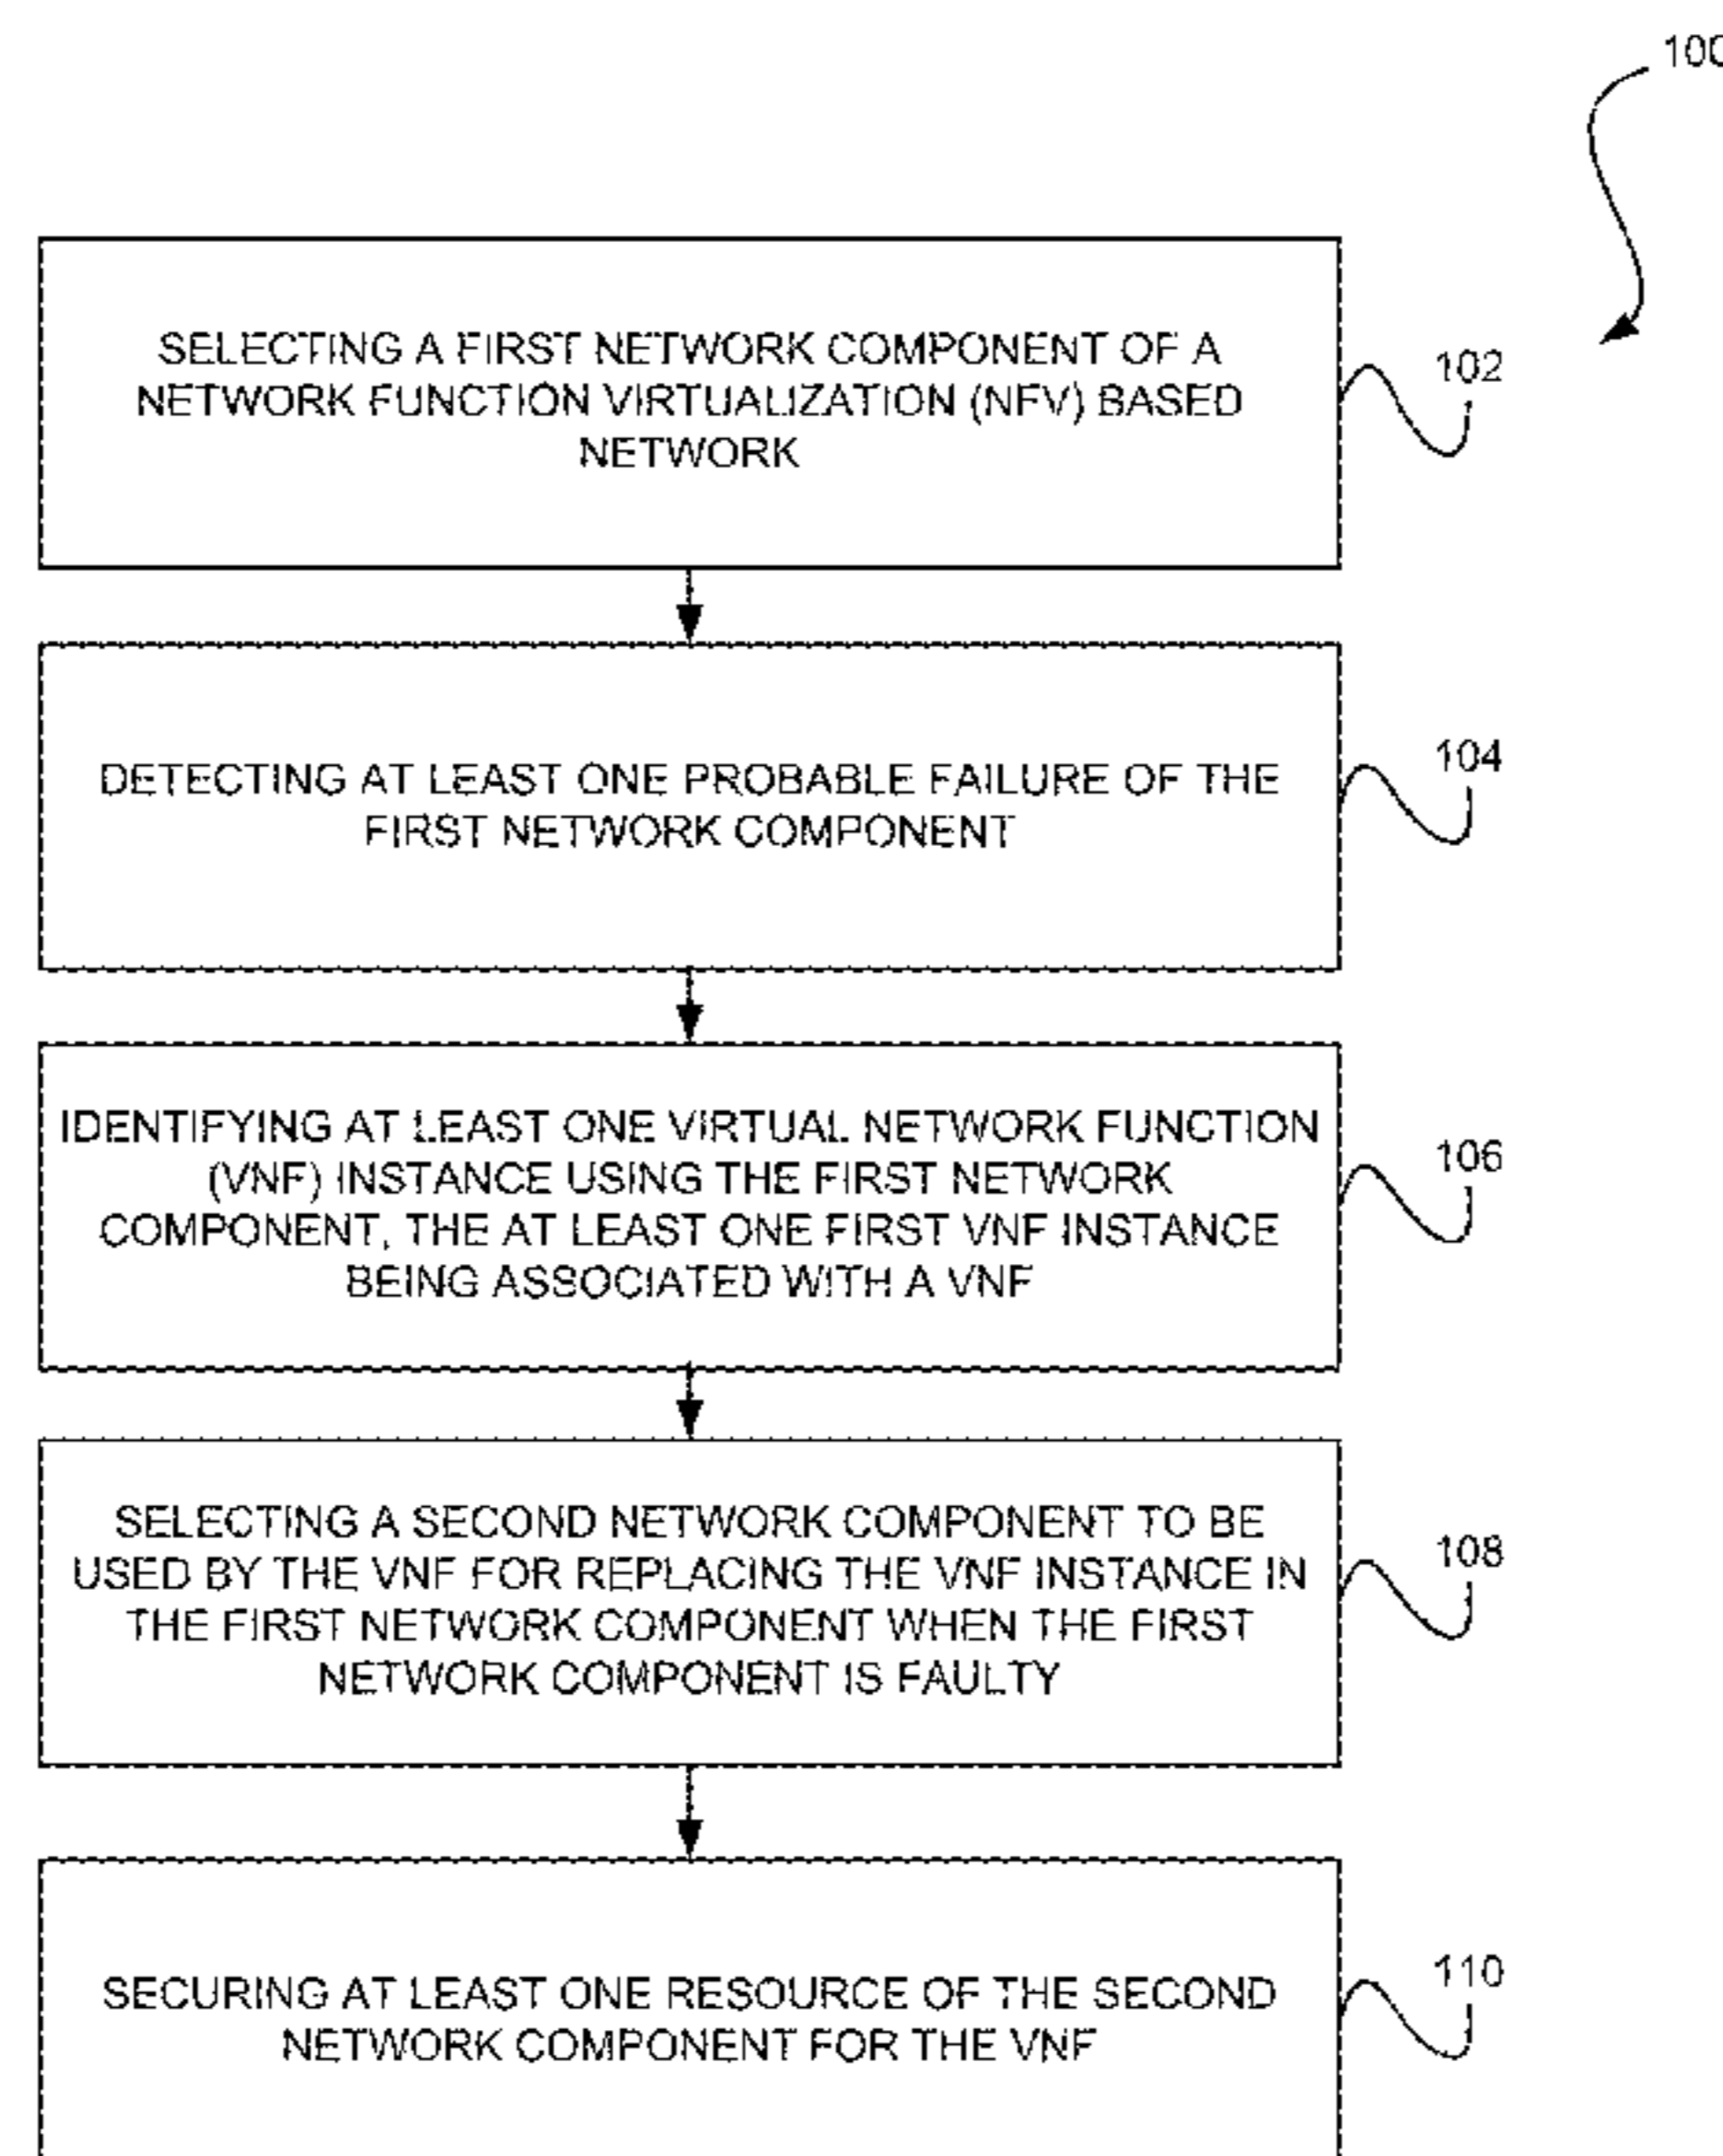 100
SELECTING A FIRST NETWORK COMPONENT OF A
NETWORK FUNCTION VIRTUALIZATION (NFV) BASED
NETWORK
102
DETECTING AT LEAST ONE PROBABLE FAILURE OF THE
FIRST NETWORK COMPONENT
104
IDENTIFYING AT LEAST ONE VIRTUAL NETWORK FUNCTION
(VNF) INSTANCE USING THE FIRST NETWORK
COMPONENT, THE AT LEAST ONE FIRST VNF INSTANCE
BEING ASSOCIATED WITH A VNF
106
SELECTING A SECOND NETWORK COMPONENT TO BE
USED BY THE VNF FOR REPLACING THE VNF INSTANCE IN
THE FIRST NETWORK COMPONENT WHEN THE FIRST
NETWORK COMPONENT IS FAULTY
108
SECURING AT LEAST ONE RESOURCE OF THE SECOND
NETWORK COMPONENT FOR THE VNF
110